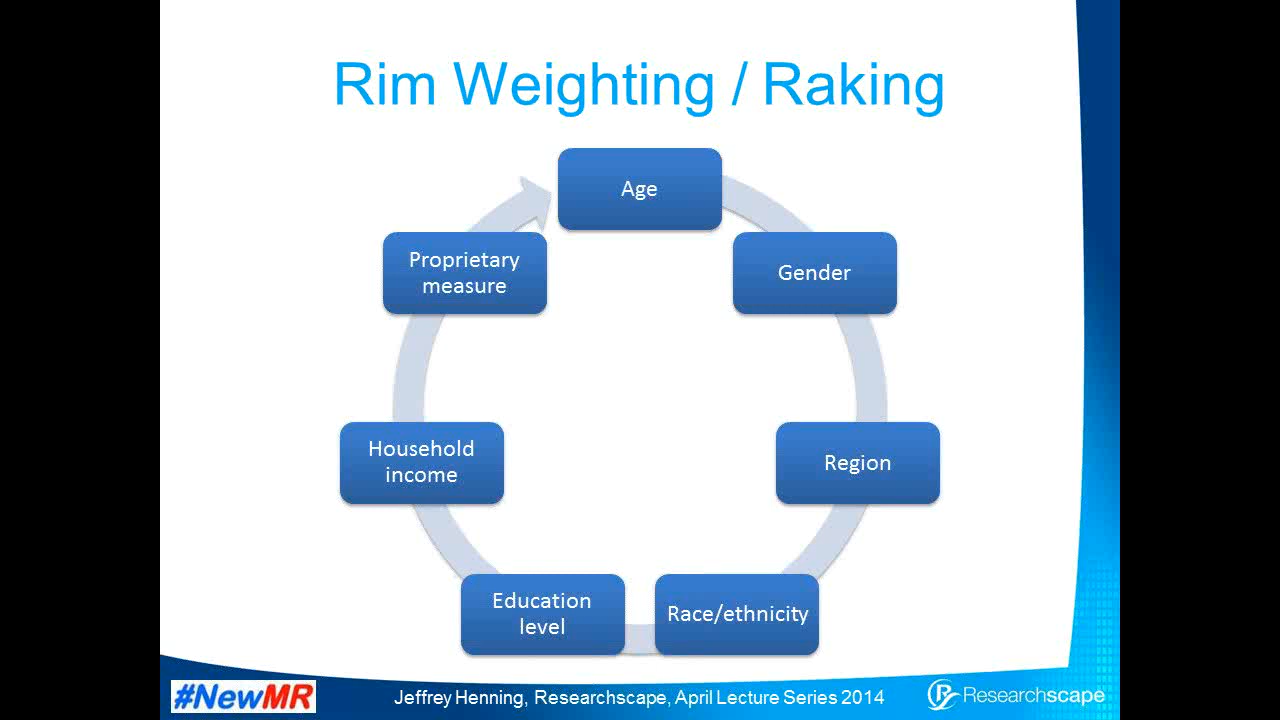 Rim Weighting / Raking
Age
Gender
Region
Race/ethnicity
Education
level
Household
income
Proprietary
measure
#NewMR
Jeffrey Henning, Researchscape, April Lecture Series 2014
Researchscape